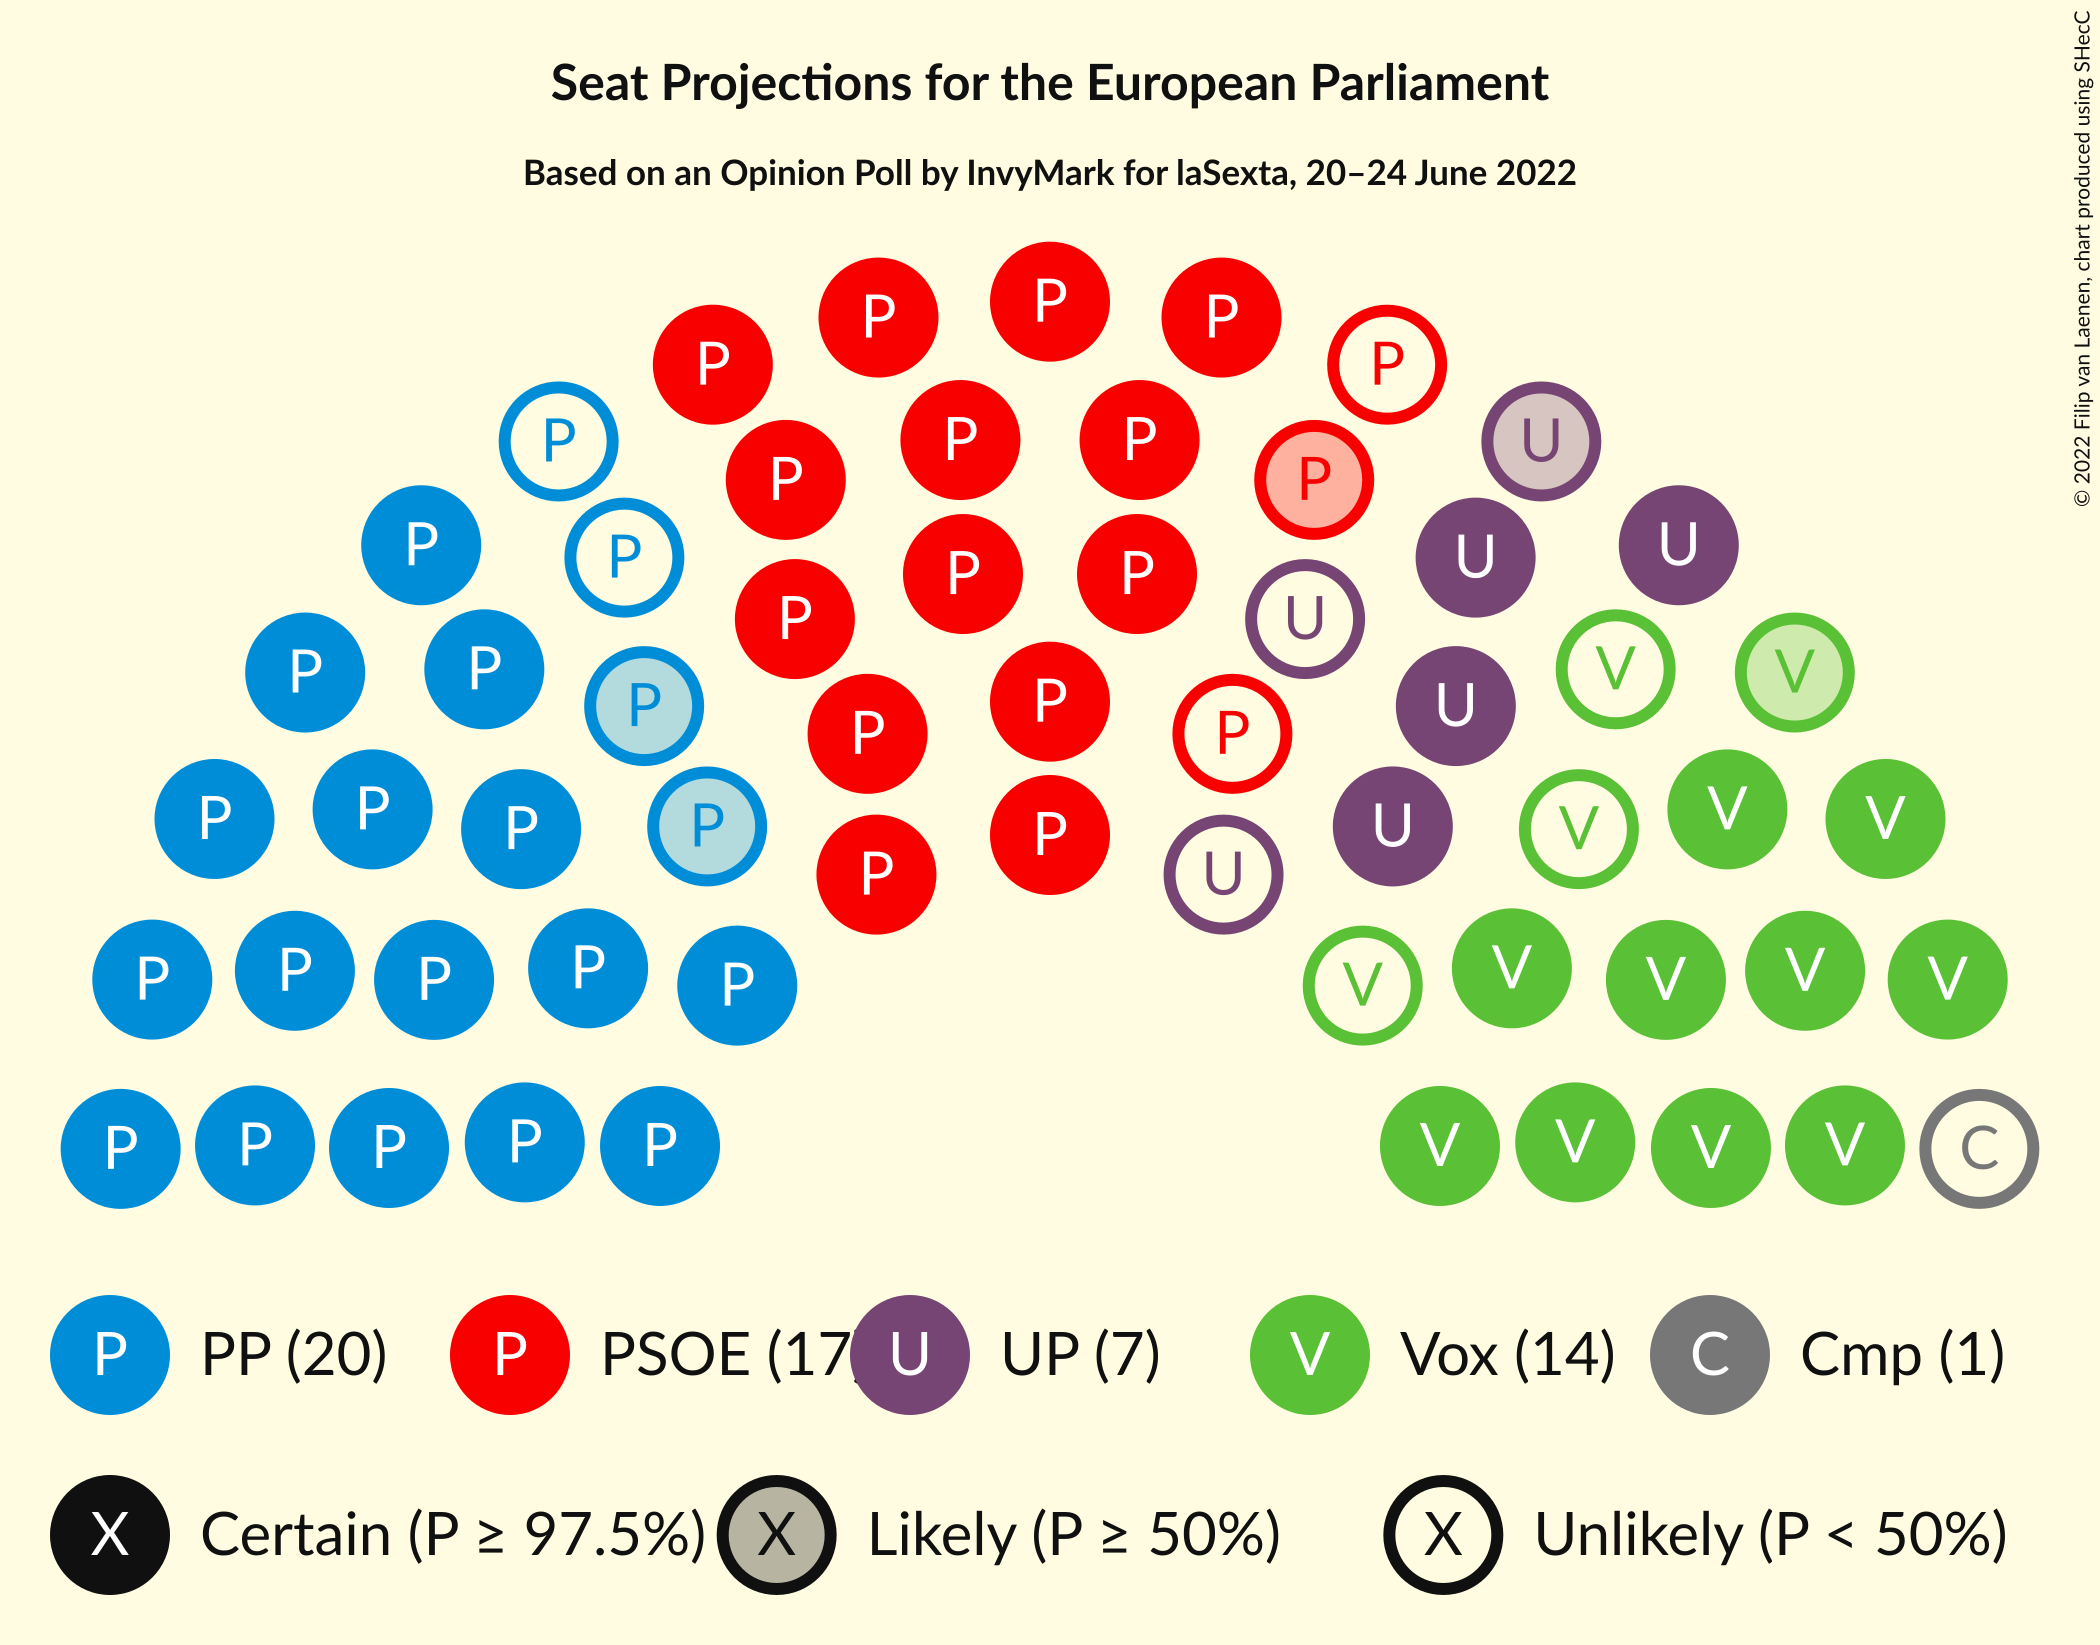 Seat Projections for the European Parliament
Based on an Opinion Poll by InvyMark for laSexta, 20–24 June 2022
© 2022 Filip van Laenen, chart produced using SHecC
P
P P
P P
P P P U
P P P U
P P U U
P P P
P P U V V
P P P
P P P P
P P P U V V V
P P U
P P P P P V V V V V
P P P P P V V V V C
P PP (20) P PSOE (17 U UP (7) V Vox (14) C Cmp (1)
X Certain (P ≥ 97.5%) X Likely (P ≥ 50%) X Unlikely (P < 50%)